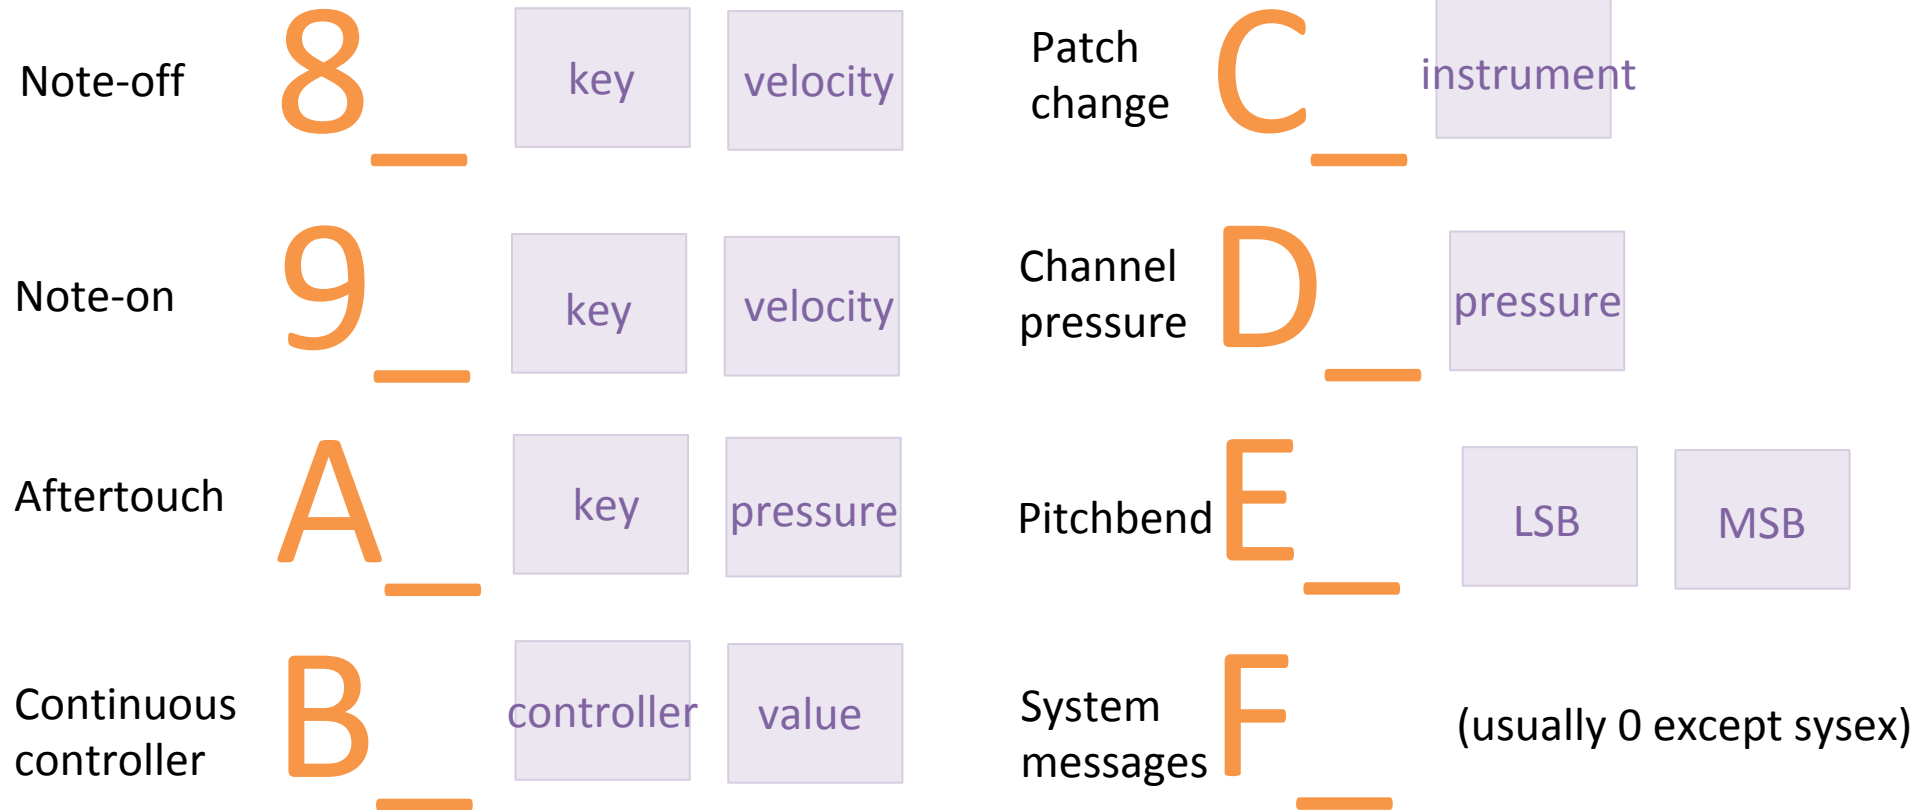 Note-off 8_ key velocity
Note-on 9_ key velocity
Aftertouch A_ key pressure
Continuous
controller B_ controller value
Patch
change C_ instrument
Channel
pressure D_ pressure
Pitchbend E_ LSB MSB
System
messages F_ (usually 0 except sysex)